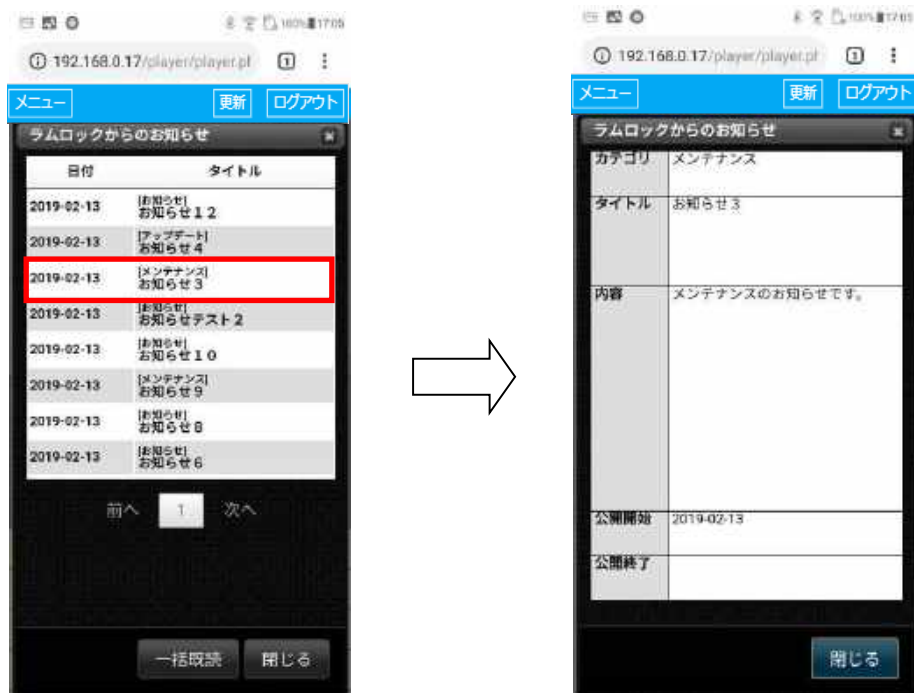 100% 17:05
192.168.0.17/player/player.pl
1
メニュー
更新
ログアウト
ラムロックからのお知らせ
日付 タイトル
2019-02-13 [お知らせ]
お知らせ12
2019-02-13 [アップデート]
お知らせ4
2019-02-13 [メンテナンス]
お知らせ3
2019-02-13 [お知らせ]
お知らせテスト2
2019-02-13 [お知らせ]
お知らせ10
2019-02-13 [メンテナンス]
お知らせ9
2019-02-13 [お知らせ]
お知らせ8
2019-02-13 [お知らせ]
お知らせ6
前へ 1 次へ
一括既読 閉じる
100% 17:05
192.168.0.17/player/player.pl
1
メニュー
更新
ログアウト
ラムロックからのお知らせ
カテゴリ メンテナンス
タイトル お知らせ3
内容 メンテナンスのお知らせです。
公開開始 2019-02-13
公開終了
閉じる